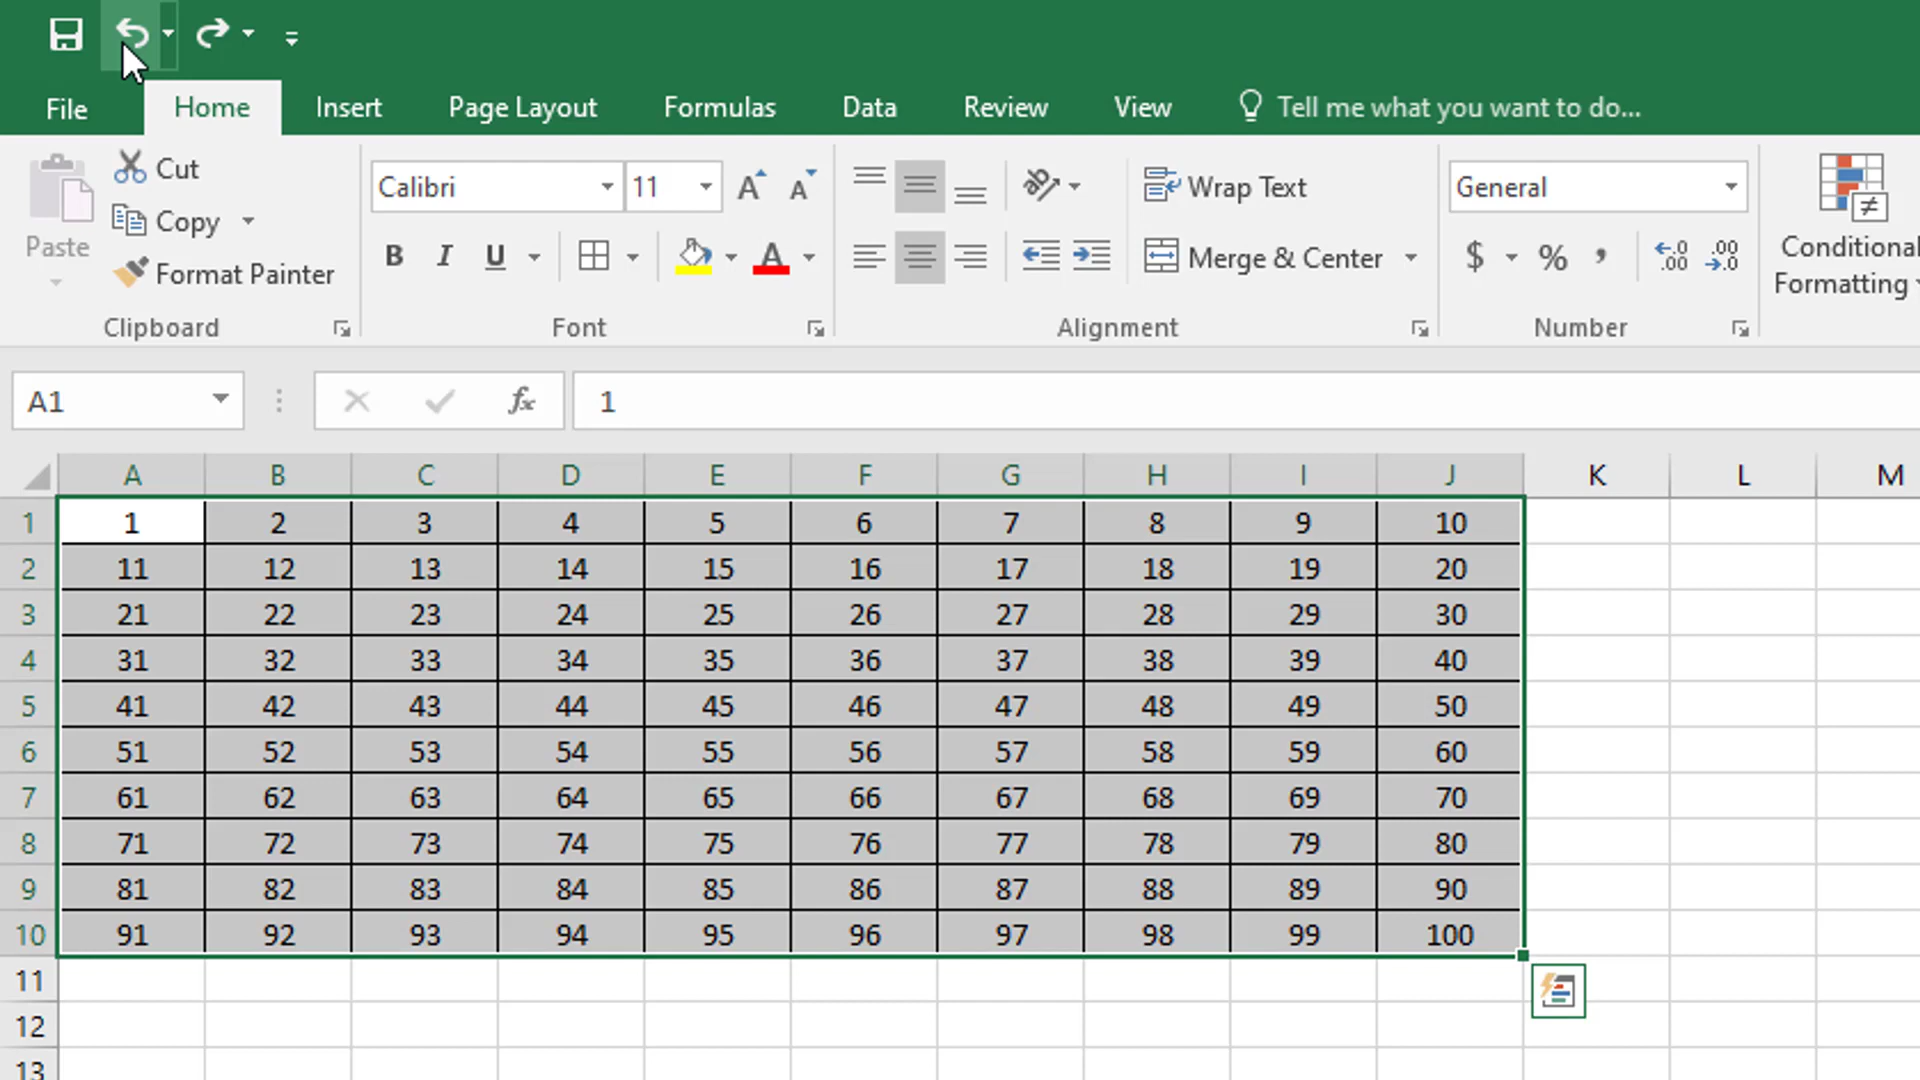 File Home Insert Page Layout Formulas Data Review View Tell me what you want to do...
Paste
Cut
Copy
Format Painter
Clipboard
Calibri 11
B I U A
Font
Wrap Text
Merge & Center
Alignment
General
$ % , .00 .0
Number
Conditional
Formatting
A1 fx 1
A B C D E F G H I J K L M
1 1 2 3 4 5 6 7 8 9 10
2 11 12 13 14 15 16 17 18 19 20
3 21 22 23 24 25 26 27 28 29 30
4 31 32 33 34 35 36 37 38 39 40
5 41 42 43 44 45 46 47 48 49 50
6 51 52 53 54 55 56 57 58 59 60
7 61 62 63 64 65 66 67 68 69 70
8 71 72 73 74 75 76 77 78 79 80
9 81 82 83 84 85 86 87 88 89 90
10 91 92 93 94 95 96 97 98 99 100
11
12
13